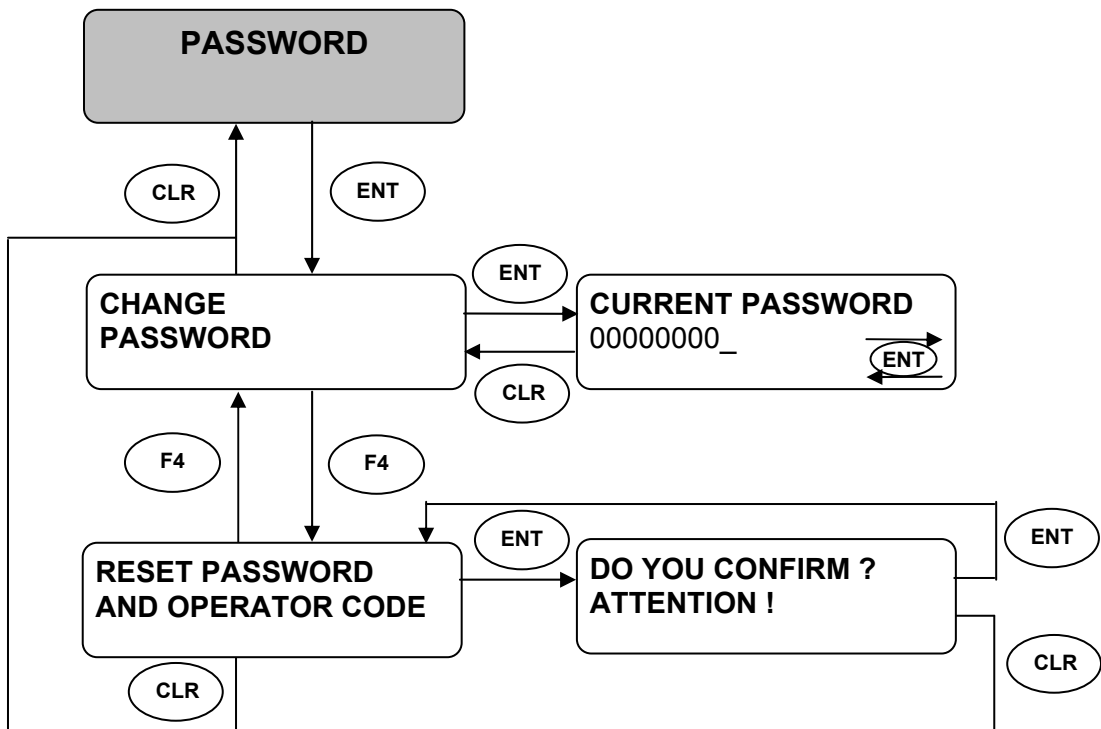 PASSWORD
CLR
ENT
ENT
CHANGE
PASSWORD
CURRENT PASSWORD
00000000_
ENT
CLR
F4
F4
ENT
ENT
RESET PASSWORD
AND OPERATOR CODE
DO YOU CONFIRM ?
ATTENTION !
CLR
CLR